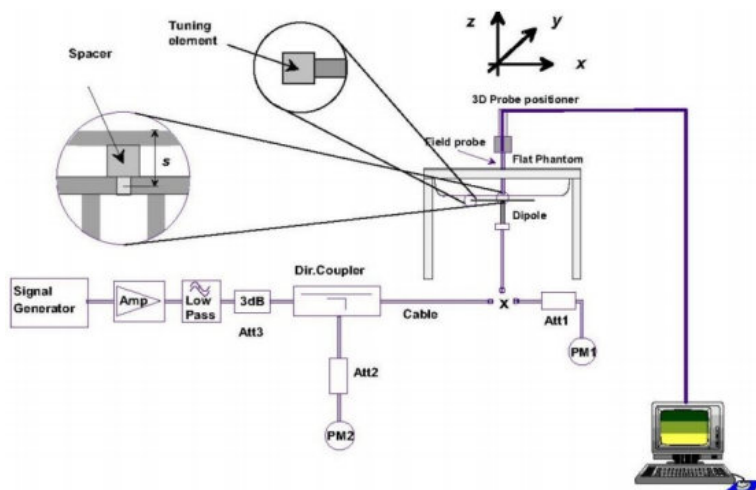 Tuning
element
Spacer
z
y
x
s
3D Probe positioner
Field probe
Flat Phantom
Dipole
Dir.Coupler
Signal
Generator
Amp
Low
Pass
3dB
Att3
Cable
x
Att1
PM1
Att2
PM2